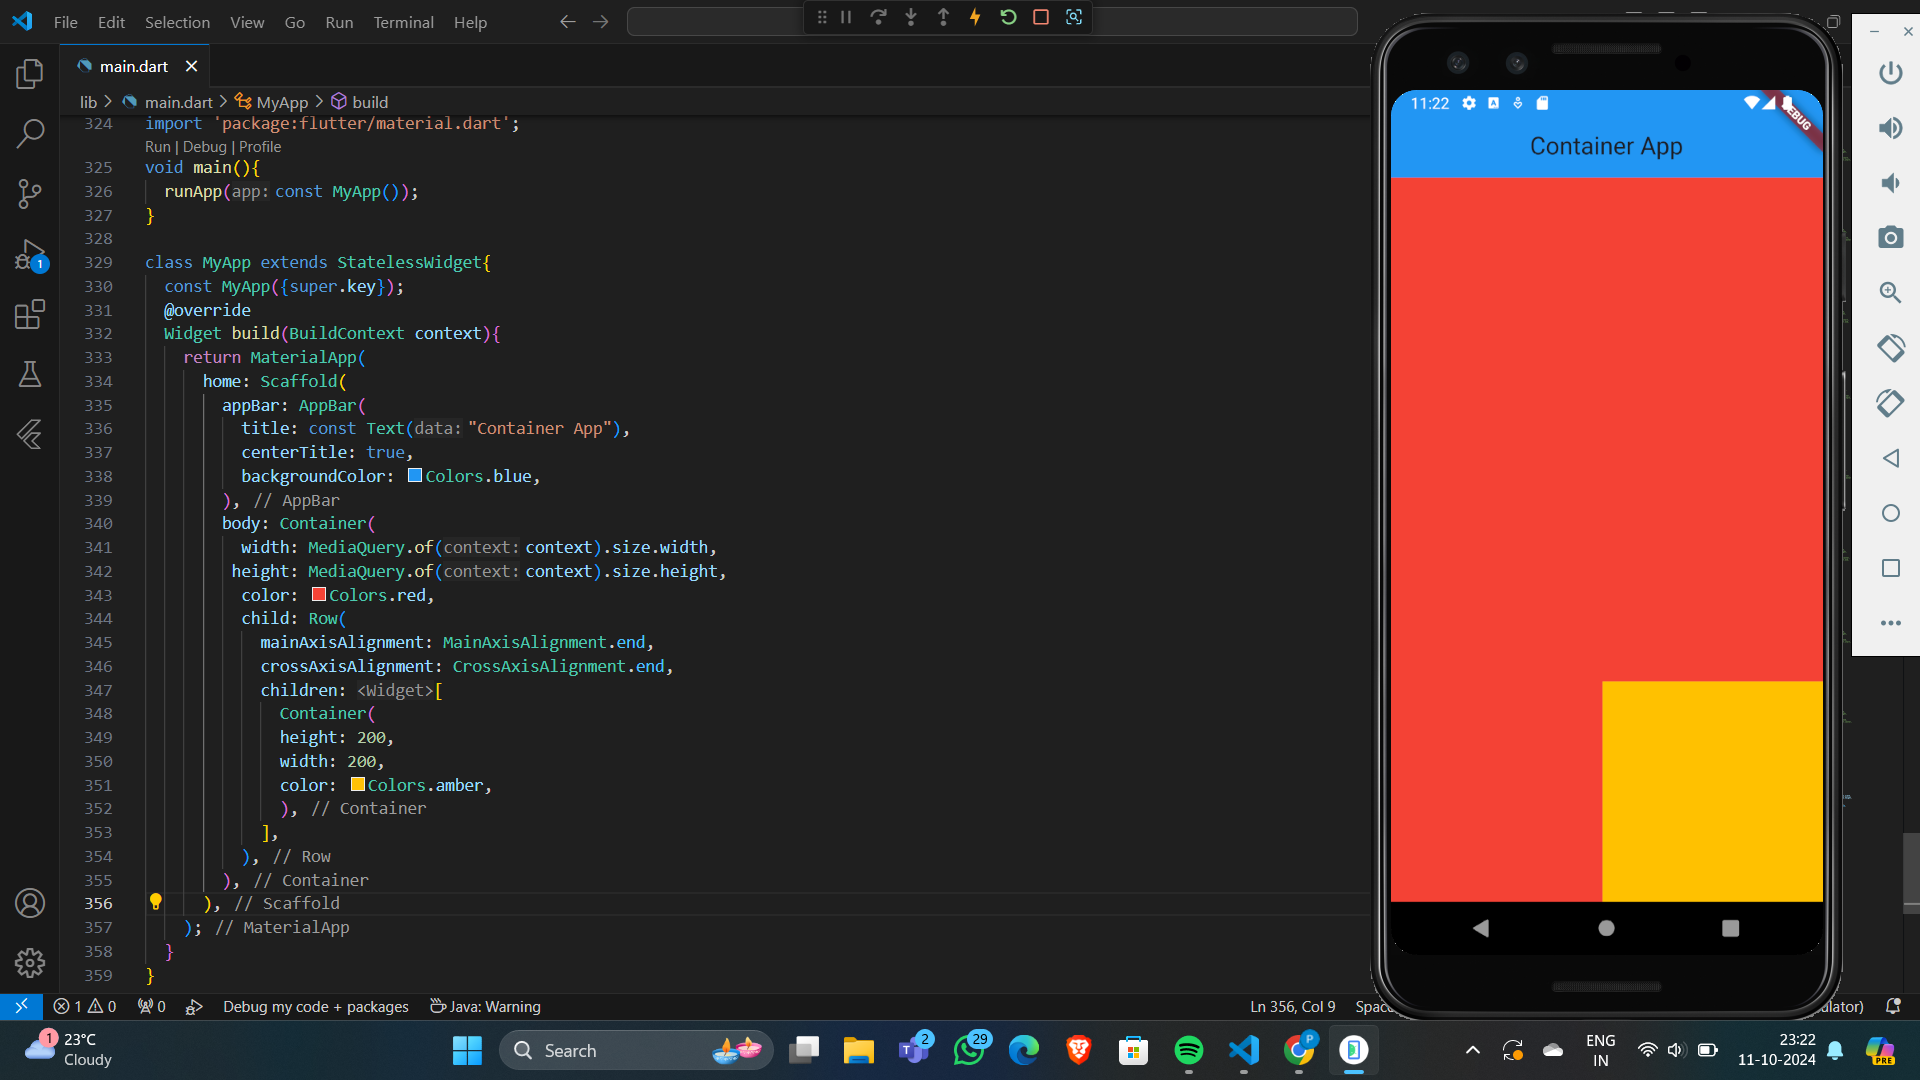 File Edit Selection View Go Run Terminal Help
main.dart
lib > main.dart > MyApp > build
324 import 'package:flutter/material.dart';
Run | Debug | Profile
325 void main(){
326 runApp(app: const MyApp());
327 }
328
329 class MyApp extends StatelessWidget{
330 const MyApp({super.key});
331 @override
332 Widget build(BuildContext context){
333 return MaterialApp(
334 home: Scaffold(
335 appBar: AppBar(
336 title: const Text(data: "Container App"),
337 centerTitle: true,
338 backgroundColor: Colors.blue,
339 ), // AppBar
340 body: Container(
341 width: MediaQuery.of(context: context).size.width,
342 height: MediaQuery.of(context: context).size.height,
343 color: Colors.red,
344 child: Row(
345 mainAxisAlignment: MainAxisAlignment.end,
346 crossAxisAlignment: CrossAxisAlignment.end,
347 children: <Widget>[
348 Container(
349 height: 200,
350 width: 200,
351 color: Colors.amber,
352 ), // Container
353 ],
354 ), // Row
355 ), // Container
356 ), // Scaffold
357 ); // MaterialApp
358 }
359 }
1
11:22
Container App
1 0 0 Debug my code + packages Java: Warning Ln 356, Col 9
1 23°C
Cloudy
Search
2
29
P
ENG
IN
23:22
11-10-2024
PRE